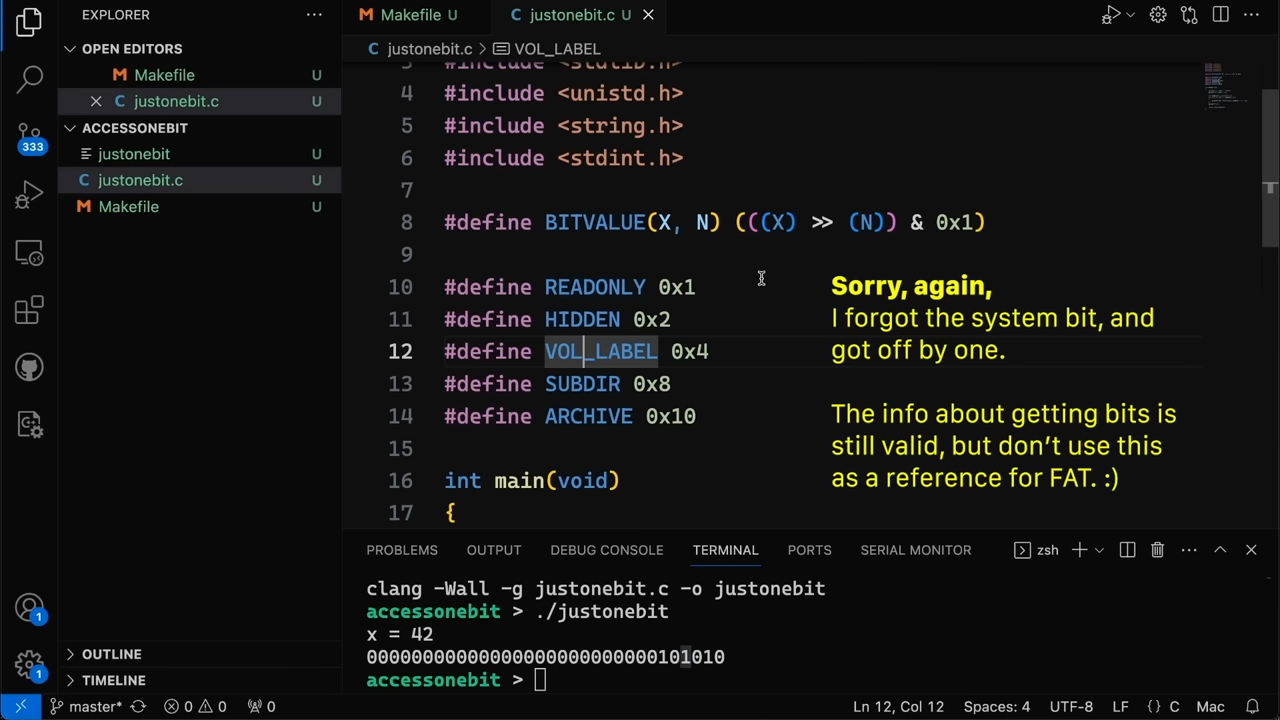 EXPLORER
Makefile U
justonebit.c U
OPEN EDITORS
Makefile U
justonebit.c U
ACCESSONEBIT
justonebit U
justonebit.c U
Makefile U
OUTLINE
TIMELINE
333
1
1
justonebit.c > VOL_LABEL
3 #include <stdlib.h>
4 #include <unistd.h>
5 #include <string.h>
6 #include <stdint.h>
7
8 #define BITVALUE(X, N) (((X) >> (N)) & 0x1)
9
10 #define READONLY 0x1
11 #define HIDDEN 0x2
12 #define VOL_LABEL 0x4
13 #define SUBDIR 0x8
14 #define ARCHIVE 0x10
15
16 int main(void)
17 {
Sorry, again,
I forgot the system bit, and
got off by one.
The info about getting bits is
still valid, but don’t use this
as a reference for FAT. :)
PROBLEMS OUTPUT DEBUG CONSOLE TERMINAL PORTS SERIAL MONITOR zsh
clang -Wall -g justonebit.c -o justonebit
accessonebit > ./justonebit
x = 42
00000000000000000000000000101010
accessonebit >
master* 0 0 0 Ln 12, Col 12 Spaces: 4 UTF-8 LF {} C Mac